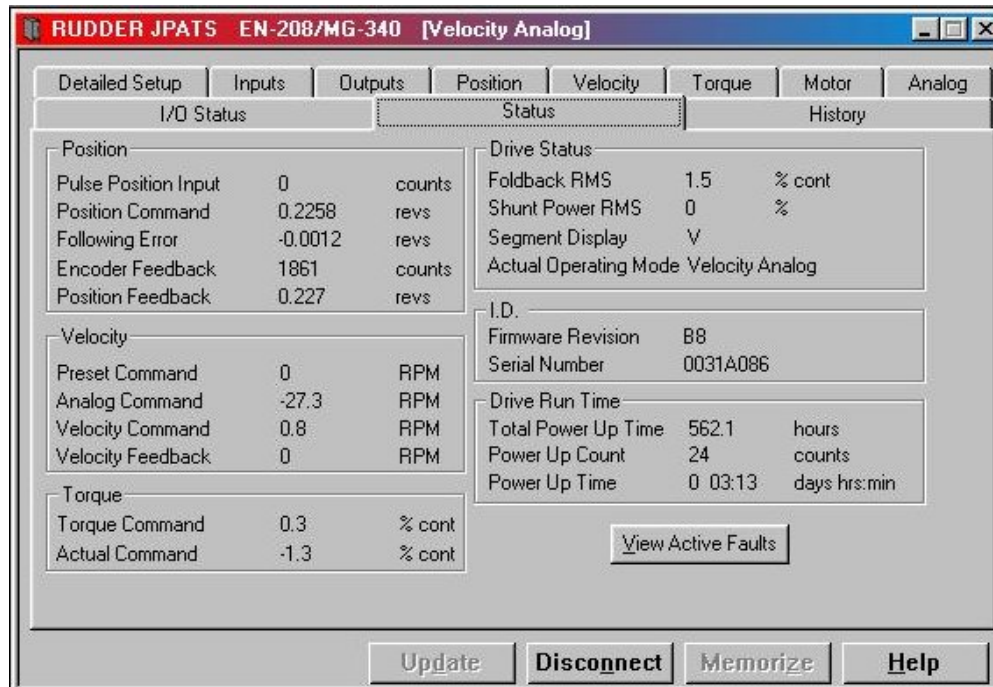 RUDDER JPATS EN-208/MG-340 [Velocity Analog]
Detailed Setup Inputs Outputs Position Velocity Torque Motor Analog
I/O Status Status History
Position
Pulse Position Input 0 counts
Position Command 0.2258 revs
Following Error -0.0012 revs
Encoder Feedback 1861 counts
Position Feedback 0.227 revs
Velocity
Preset Command 0 RPM
Analog Command -27.3 RPM
Velocity Command 0.8 RPM
Velocity Feedback 0 RPM
Torque
Torque Command 0.3 % cont
Actual Command -1.3 % cont
Drive Status
Foldback RMS 1.5 % cont
Shunt Power RMS 0 %
Segment Display V
Actual Operating Mode Velocity Analog
I.D.
Firmware Revision B8
Serial Number 0031A086
Drive Run Time
Total Power Up Time 562.1 hours
Power Up Count 24 counts
Power Up Time 0 03:13 days hrs:min
View Active Faults
Update Disconnect Memorize Help